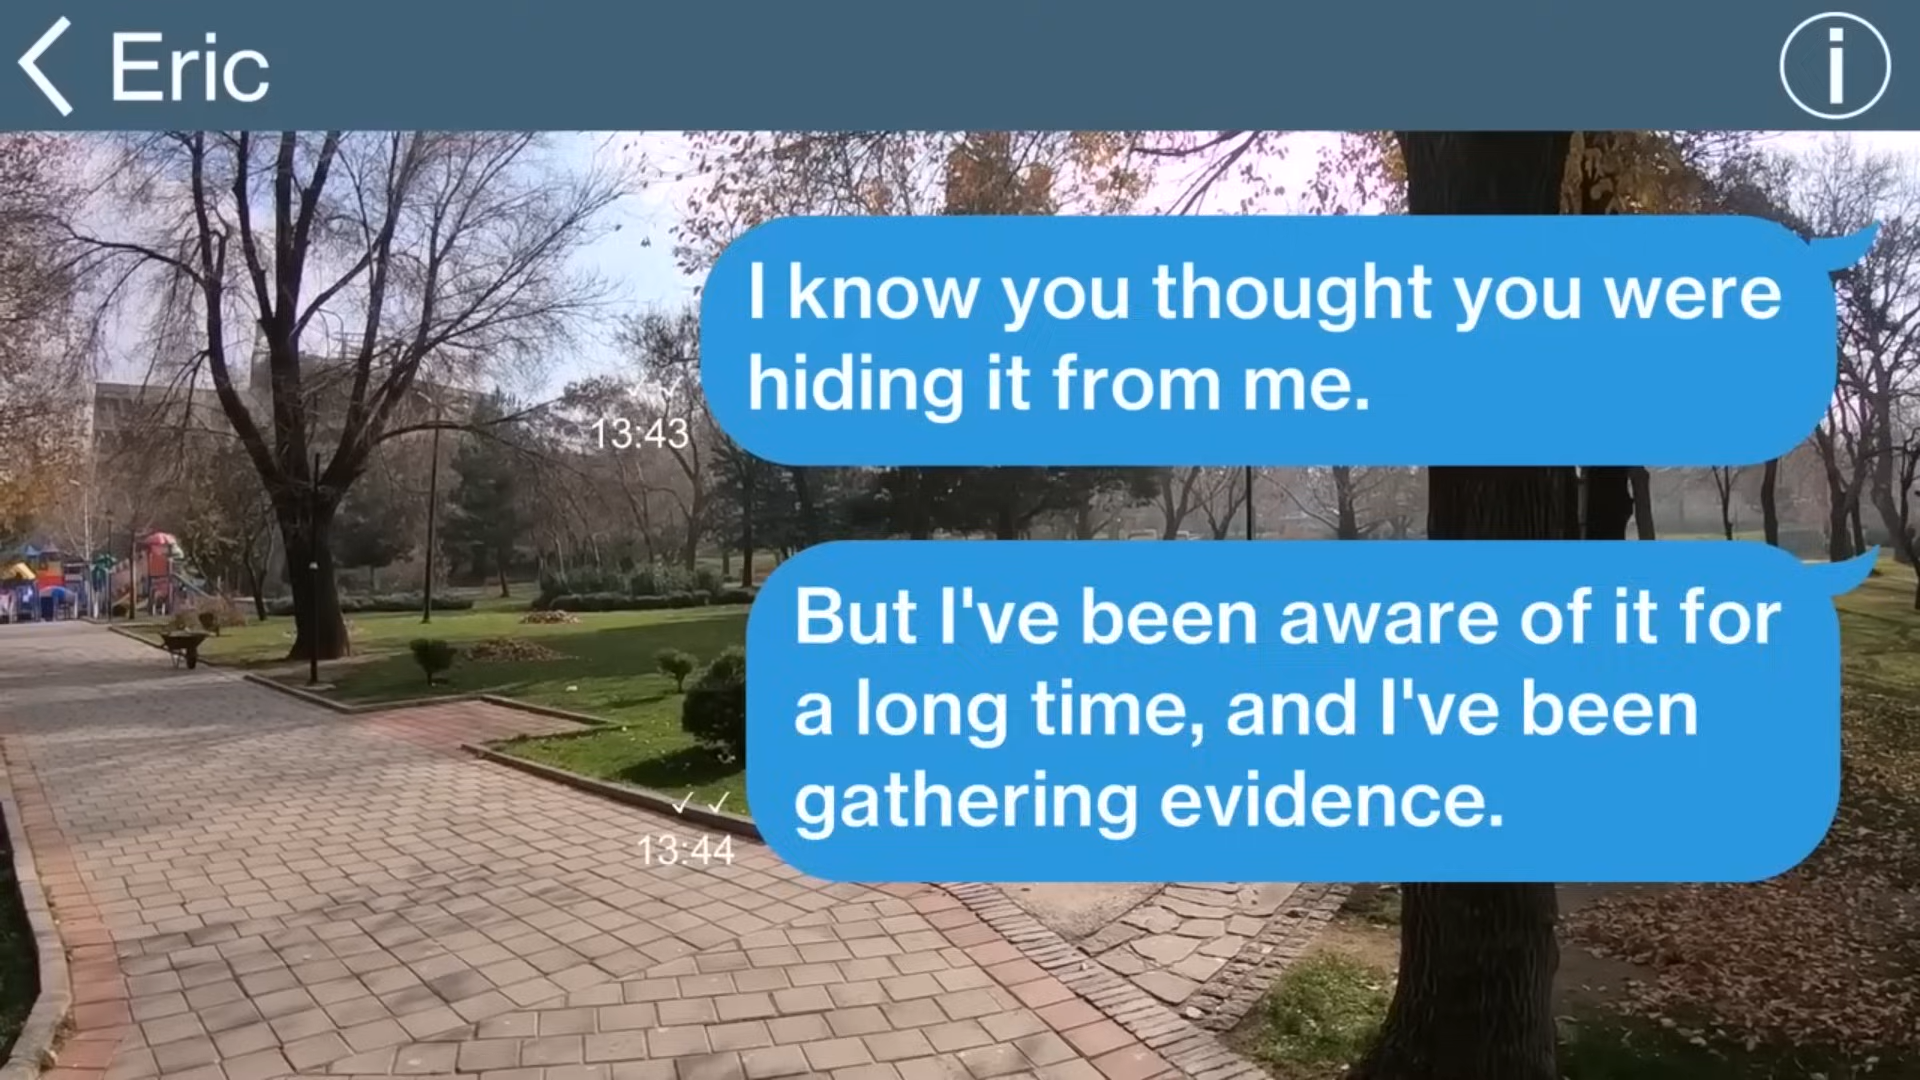 Eric
I know you thought you were
hiding it from me.
13:43
But I've been aware of it for
a long time, and I've been
gathering evidence.
13:44